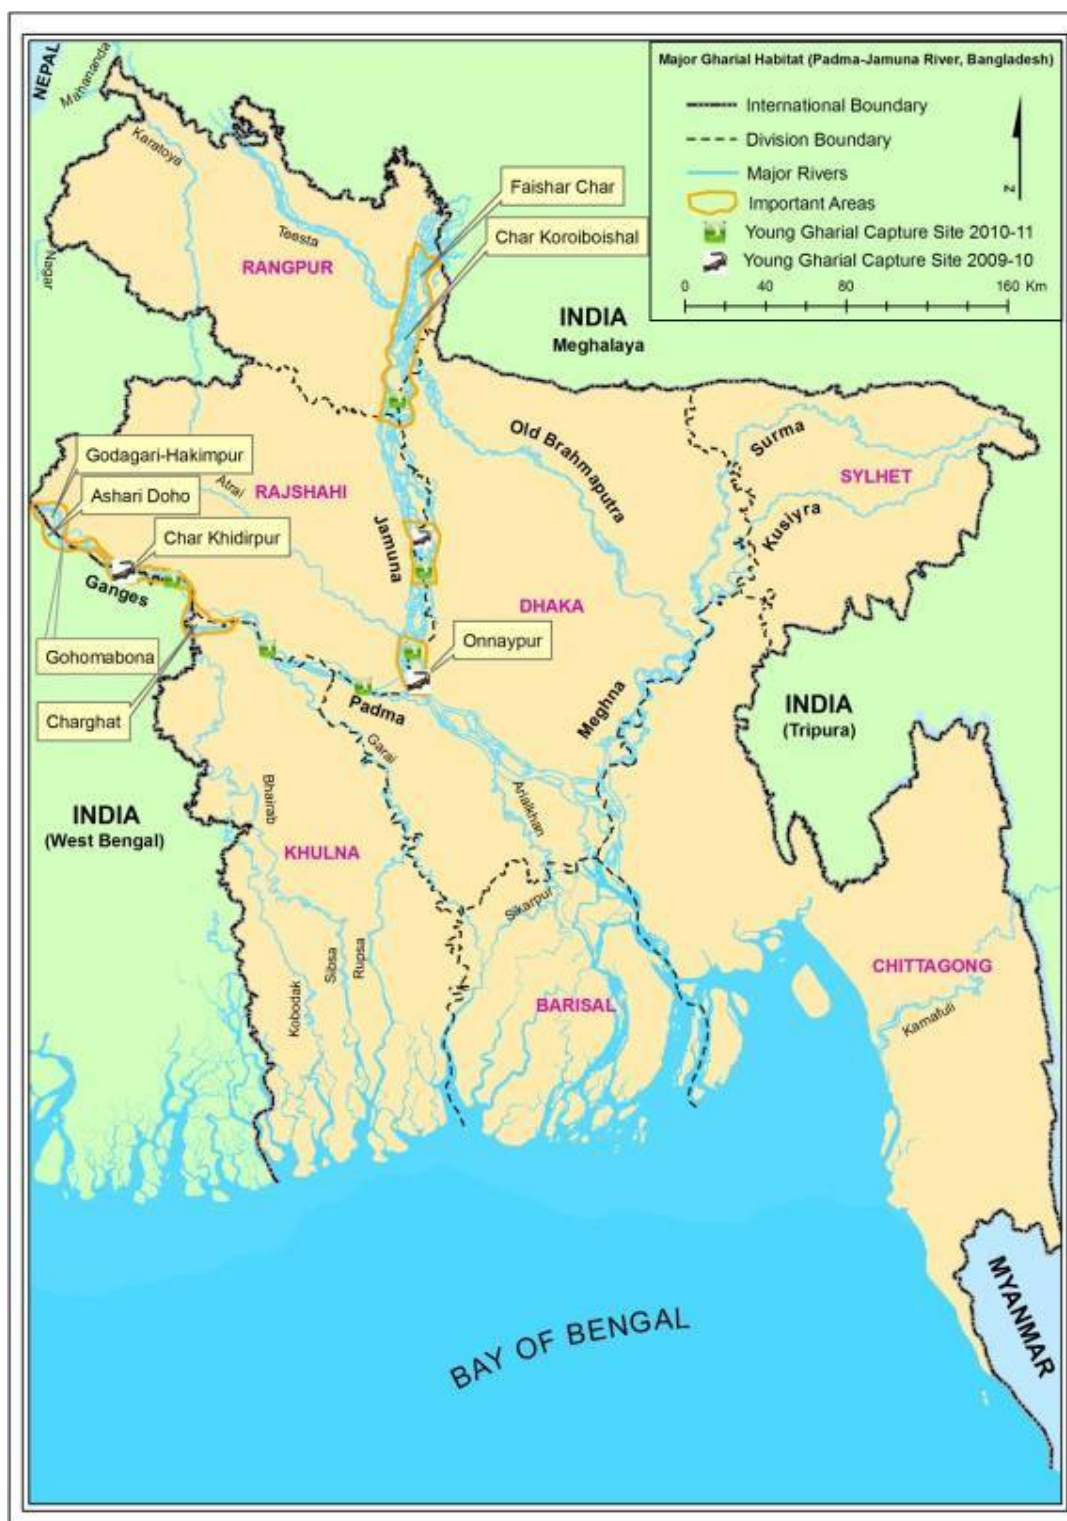 Major Gharial Habitat (Padma-Jamuna River, Bangladesh)
International Boundary
Division Boundary
Major Rivers
Important Areas
Young Gharial Capture Site 2010-11
Young Gharial Capture Site 2009-10
0 40 80 160 Km
z
NEPAL
Mahananda
Karatoya
Faishar Char
Char Koroiboishal
Teesta
RANGPUR
Nagar
INDIA
Meghalaya
Old Brahmaputra
Surma
Godagari-Hakimpur
SYLHET
Atrai
RAJSHAHI
Ashari Doho
Kusiyra
Char Khidirpur
Jamuna
Ganges
DHAKA
Onnaypur
Gohomabona
Charghat
Padma
Meghna
INDIA
(Tripura)
Garai
Bhairab
Arialkhan
INDIA
(West Bengal)
KHULNA
Sikarpur
Sibsa
Rupsa
Kobodak
BARISAL
CHITTAGONG
Karnafuli
MYANMAR
BAY OF BENGAL